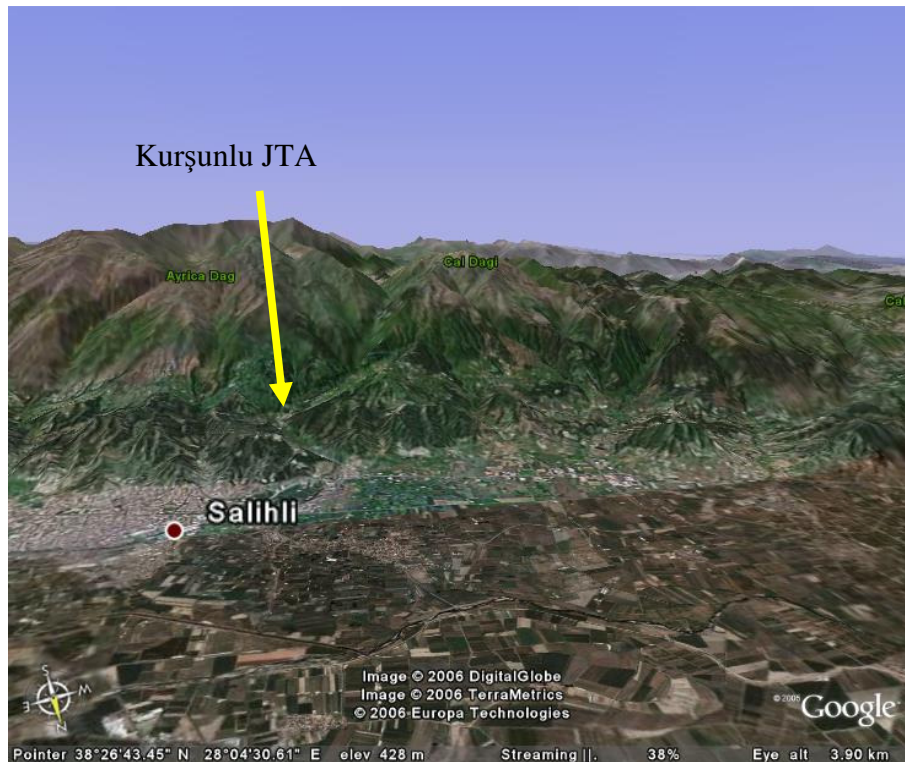 Kurşunlu JTA
Ayrica Dag
Cal Dagi
Cal
Salihli
S
E
W
N
Image © 2006 DigitalGlobe
Image © 2006 TerraMetrics
© 2006 Europa Technologies
© 2005 Google
Pointer 38°26'43.45" N 28°04'30.61" E elev 428 m Streaming ||. 38% Eye alt 3.90 km